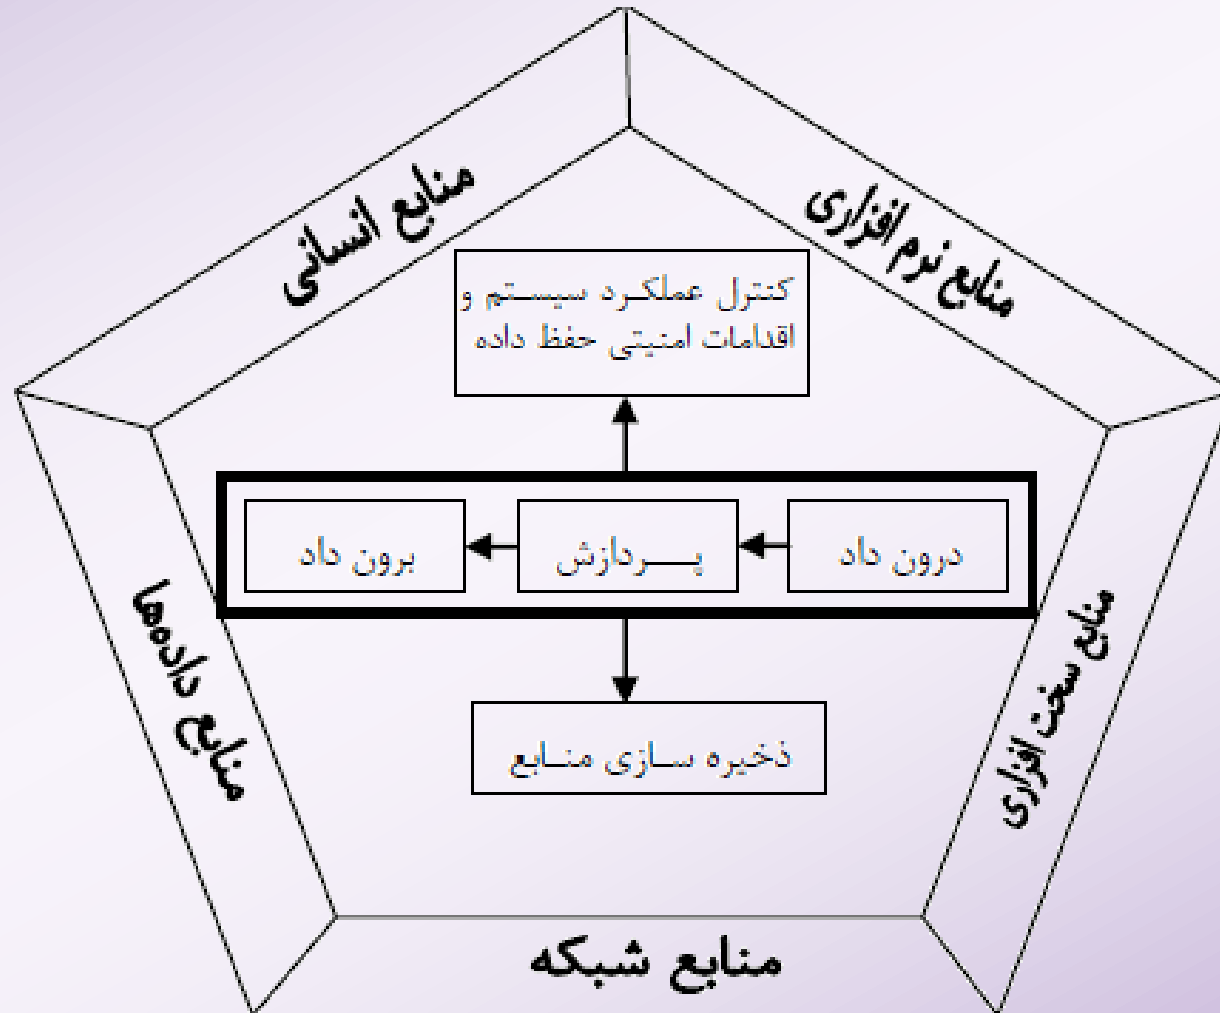 منابع انسانی
منابع نرم افزاری
کنترل عملکرد سیستم و
اقدامات امنیتی حفظ داده
درون داد
پردازش
برون داد
منابع سخت افزاری
منابع داده‌ها
ذخیره سازی منابع
منابع شبکه